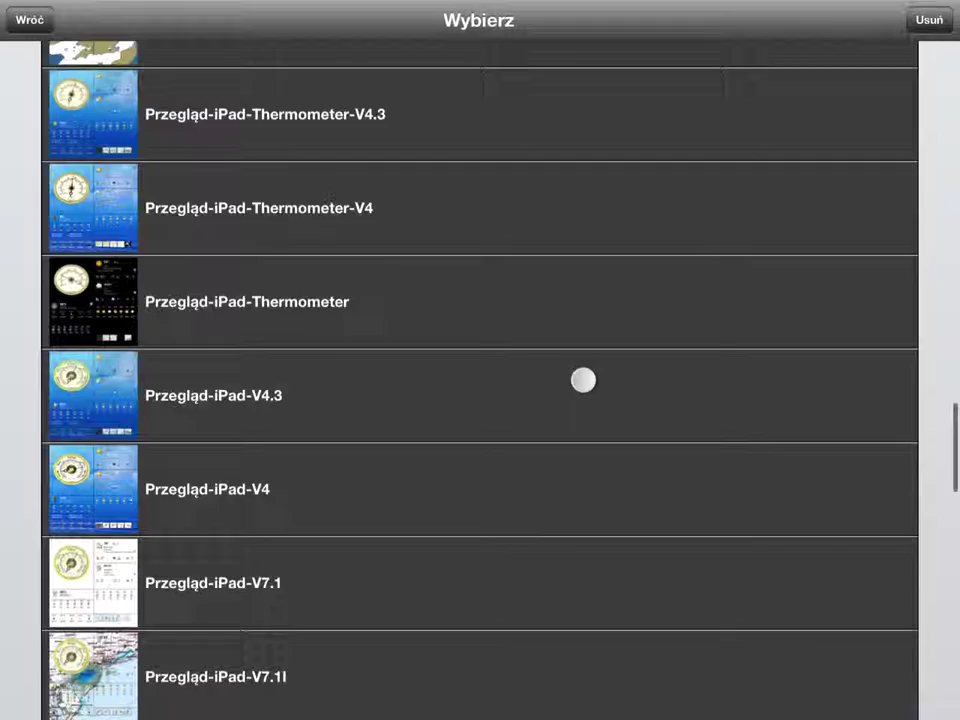 Wróć
Wybierz
Usuń
Przegląd-iPad-Thermometer-V4.3
Przegląd-iPad-Thermometer-V4
Przegląd-iPad-Thermometer
Przegląd-iPad-V4.3
Przegląd-iPad-V4
Przegląd-iPad-V7.1
Przegląd-iPad-V7.1l